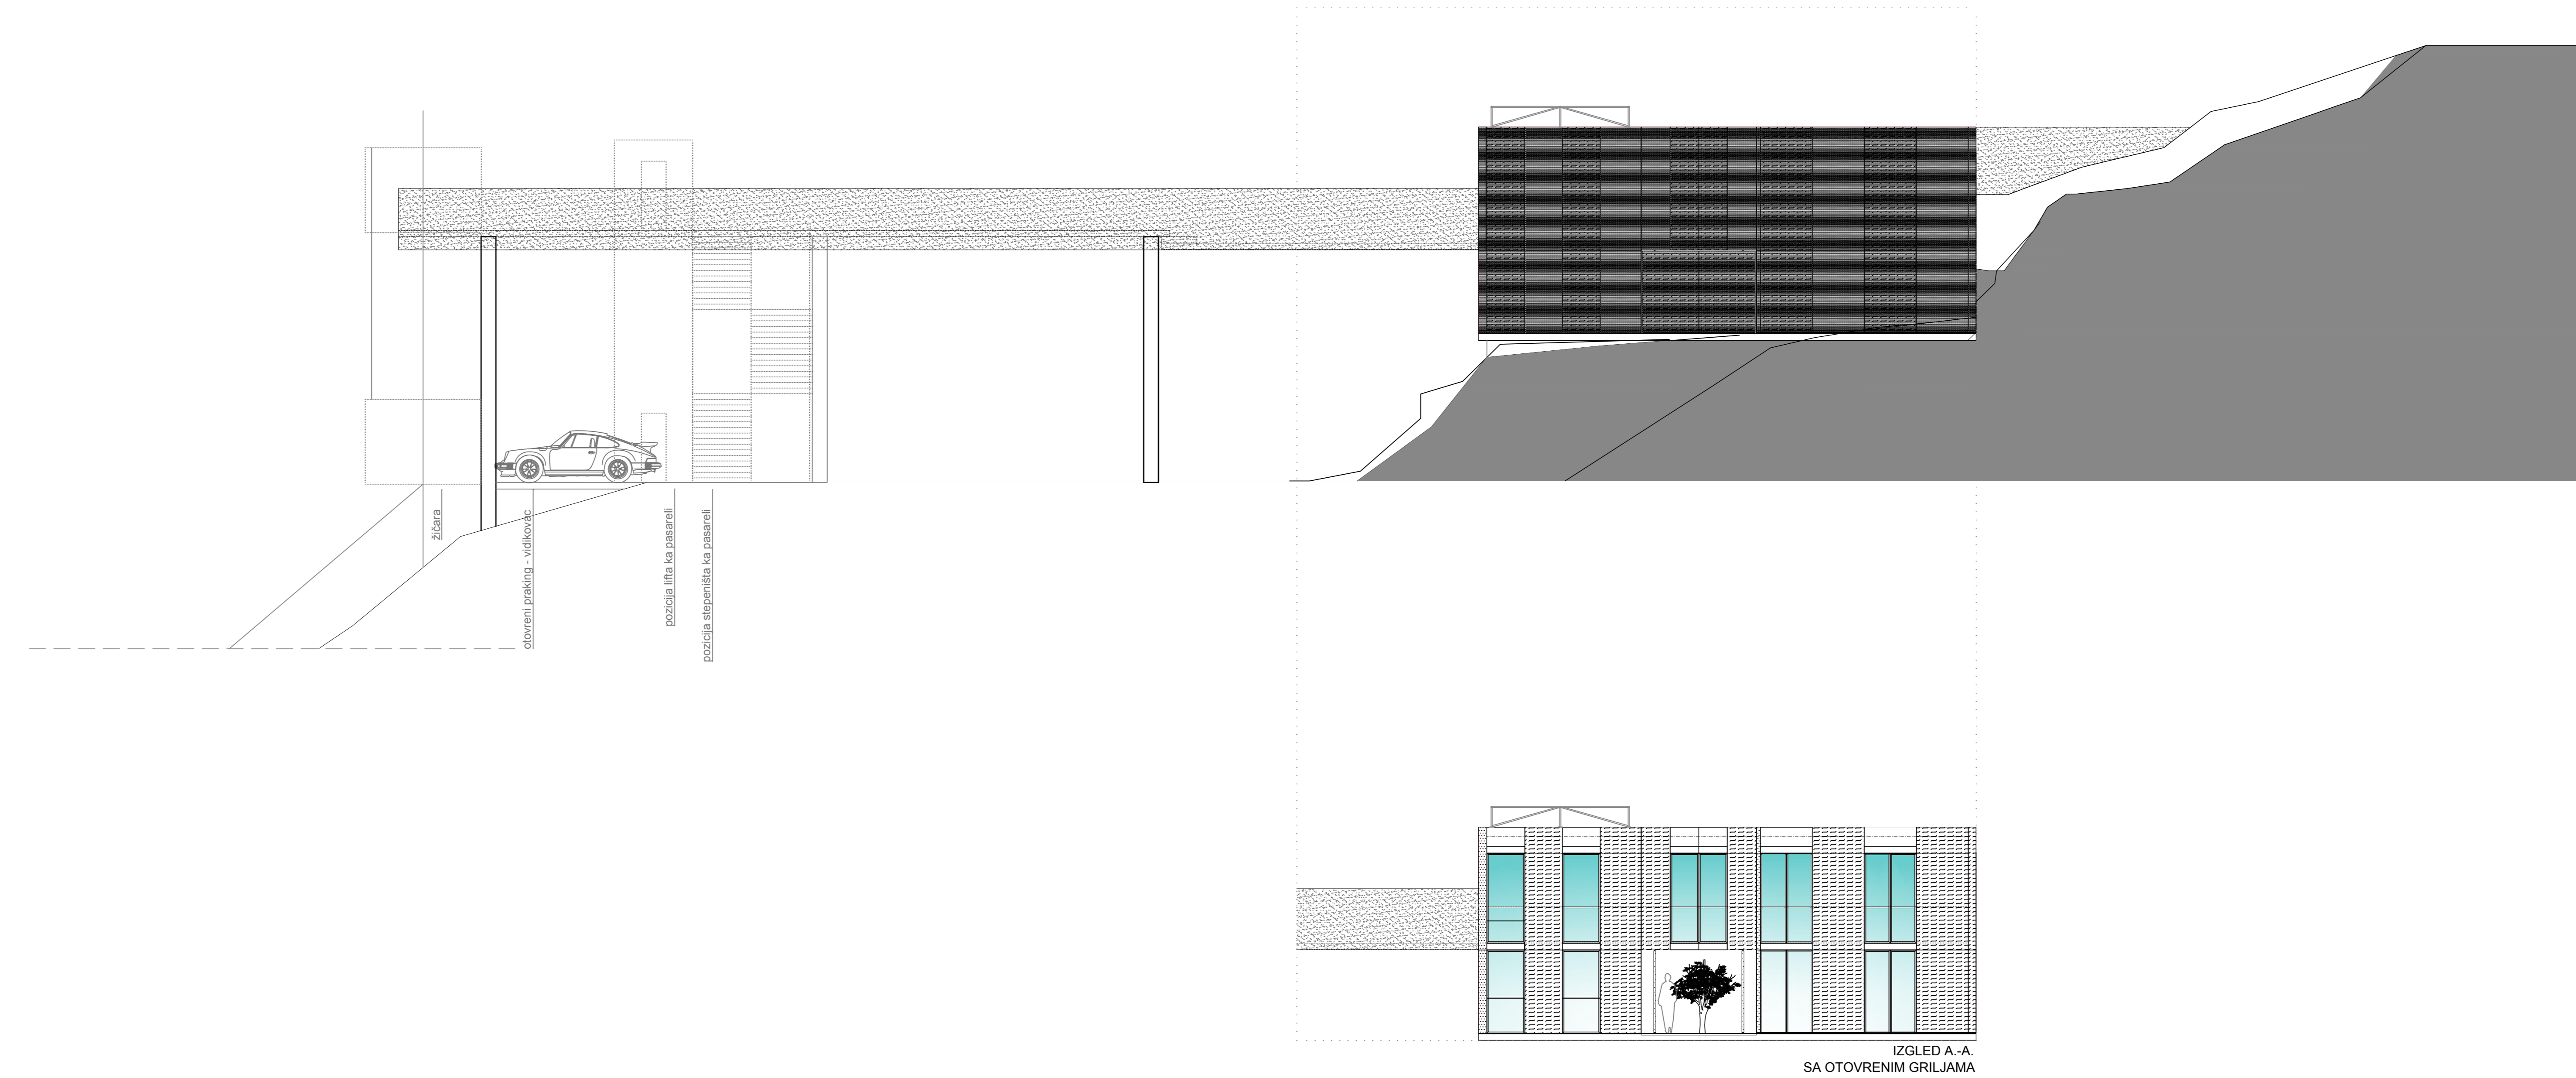 žičara
otovreni praking - vidikovac
pozicija lifta ka pasareli
pozicija stepeništa ka pasareli
IZGLED A.-A.
SA OTOVRENIM GRILJAMA